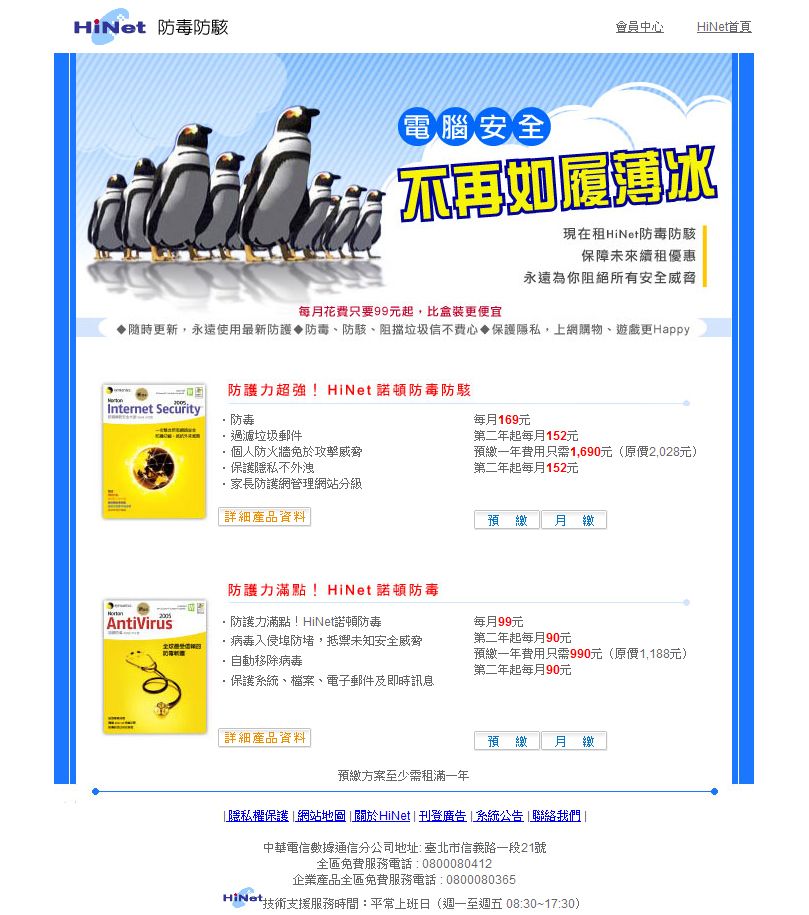 HiNet 防毒防駭
會員中心 HiNet首頁
電腦安全
不再如履薄冰
現在租HiNet防毒防駭
保障未來續租優惠
永遠為你阻絕所有安全威脅
每月花費只要99元起，比盒裝更便宜
◆隨時更新，永遠使用最新防護◆防毒、防駭、阻擋垃圾信不費心◆保護隱私，上網購物、遊戲更Happy
防護力超強！ HiNet 諾頓防毒防駭
Norton
2005
Internet Security
· 防毒
· 過濾垃圾郵件
· 個人防火牆免於攻擊威脅
· 保護隱私不外洩
· 家長防護網管理網站分級
每月169元
第二年起每月152元
預繳一年費用只需1,690元（原價2,028元）
第二年起每月152元
詳細產品資料
預 繳
月 繳
防護力滿點！ HiNet 諾頓防毒
Norton
2005
AntiVirus
全球最受信賴的
防毒軟體
· 防護力滿點！HiNet諾頓防毒
· 病毒入侵埠防堵，抵禦未知安全威脅
· 自動移除病毒
· 保護系統、檔案、電子郵件及即時訊息
每月99元
第二年起每月90元
預繳一年費用只需990元（原價1,188元）
第二年起每月90元
詳細產品資料
預 繳
月 繳
預繳方案至少需租滿一年
| 隱私權保護 | 網站地圖 | 關於HiNet | 刊登廣告 | 系統公告 | 聯絡我們 |
中華電信數據通信分公司地址: 臺北市信義路一段21號
全區免費服務電話 : 0800080412
企業產品全區免費服務電話 : 0800080365
HiNet 技術支援服務時間：平常上班日（週一至週五 08:30~17:30）